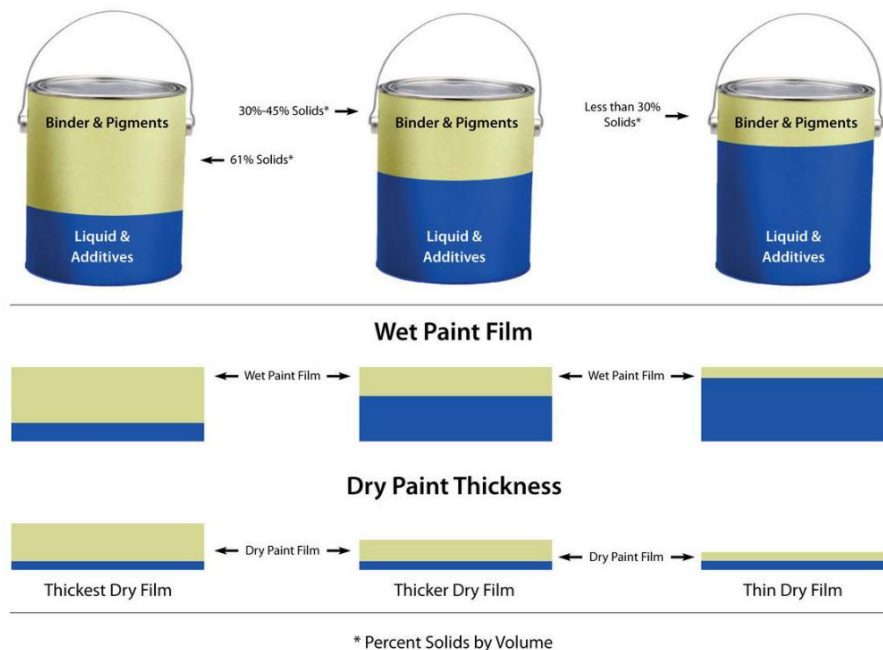 Binder & Pigments
61% Solids*
Liquid &
Additives
30%-45% Solids*
Binder & Pigments
Liquid &
Additives
Less than 30%
Solids*
Binder & Pigments
Liquid &
Additives
Wet Paint Film
Wet Paint Film
Wet Paint Film
Dry Paint Thickness
Dry Paint Film
Dry Paint Film
Thickest Dry Film
Thicker Dry Film
Thin Dry Film
* Percent Solids by Volume